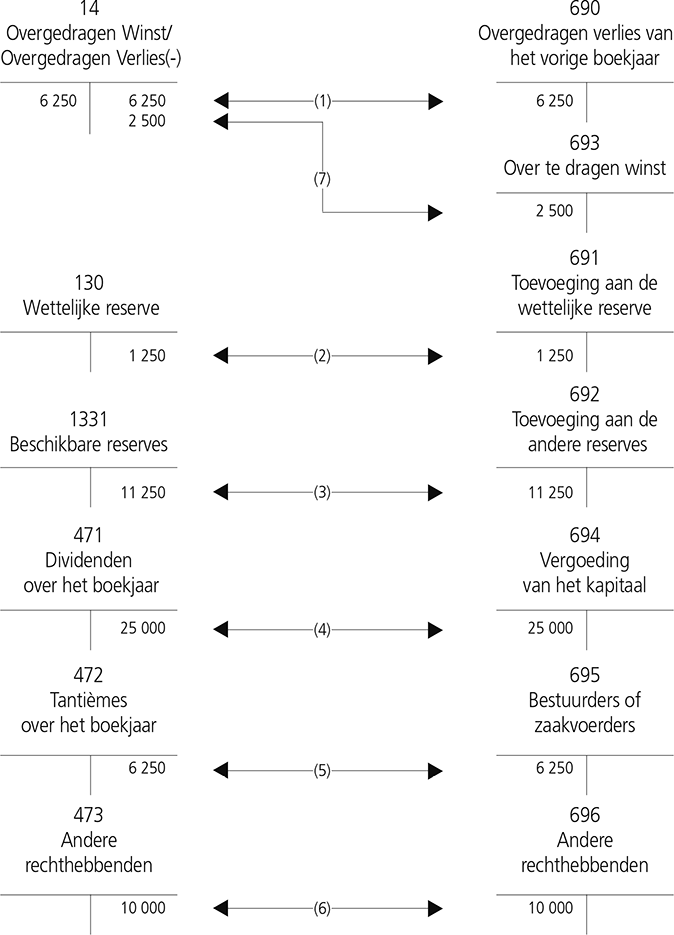 14
Overgedragen Winst/
Overgedragen Verlies(-)
690
Overgedragen verlies van
het vorige boekjaar
6 250 6 250 (1) 6 250
2 500
693
Over te dragen winst
(7)
2 500
130
Wettelijke reserve
691
Toevoeging aan de
wettelijke reserve
1 250 (2) 1 250
1331
Beschikbare reserves
692
Toevoeging aan de
andere reserves
11 250 (3) 11 250
471
Dividenden
over het boekjaar
694
Vergoeding
van het kapitaal
25 000 (4) 25 000
472
Tantièmes
over het boekjaar
695
Bestuurders of
zaakvoerders
6 250 (5) 6 250
473
Andere
rechthebbenden
696
Andere
rechthebbenden
10 000 (6) 10 000